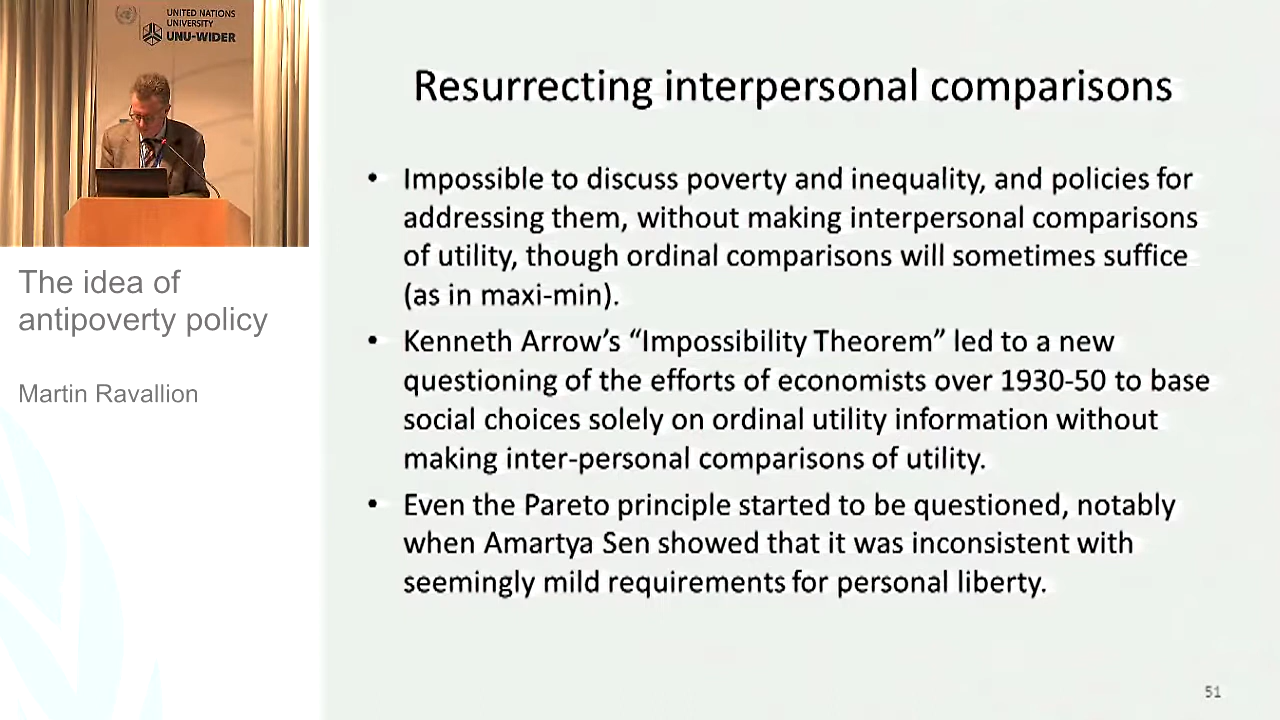 UNITED NATIONS
UNIVERSITY
UNU-WIDER
The idea of
antipoverty policy
Martin Ravallion
Resurrecting interpersonal comparisons
• Impossible to discuss poverty and inequality, and policies for
addressing them, without making interpersonal comparisons
of utility, though ordinal comparisons will sometimes suffice
(as in maxi-min).
• Kenneth Arrow’s “Impossibility Theorem” led to a new
questioning of the efforts of economists over 1930-50 to base
social choices solely on ordinal utility information without
making inter-personal comparisons of utility.
• Even the Pareto principle started to be questioned, notably
when Amartya Sen showed that it was inconsistent with
seemingly mild requirements for personal liberty.
51